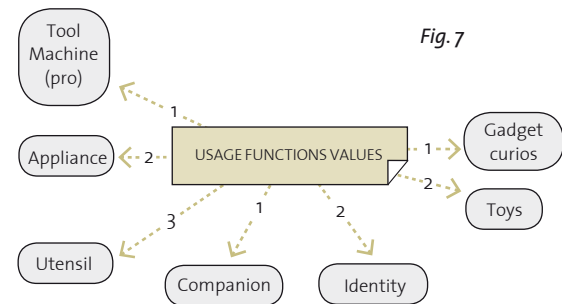 Tool
Machine
(pro)
Fig. 7
1
Appliance
2
USAGE FUNCTIONS VALUES
1
Gadget
curios
2
Toys
3
1
2
Utensil
Companion
Identity